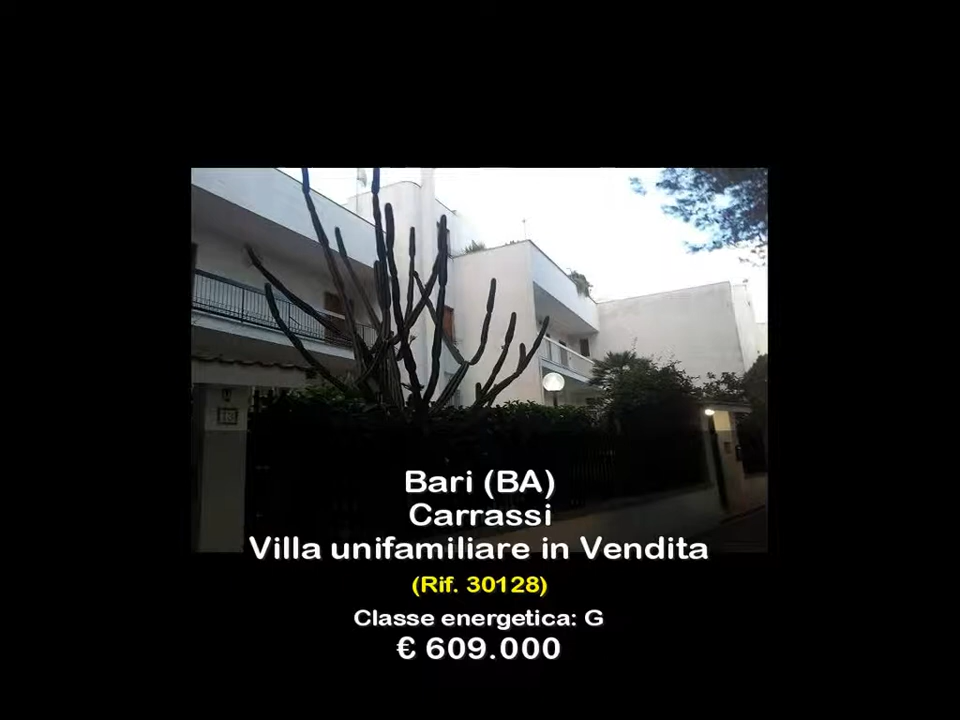 Bari (BA)
Carrassi
Villa unifamiliare in Vendita
(Rif. 30128)
Classe energetica: G
€ 609.000